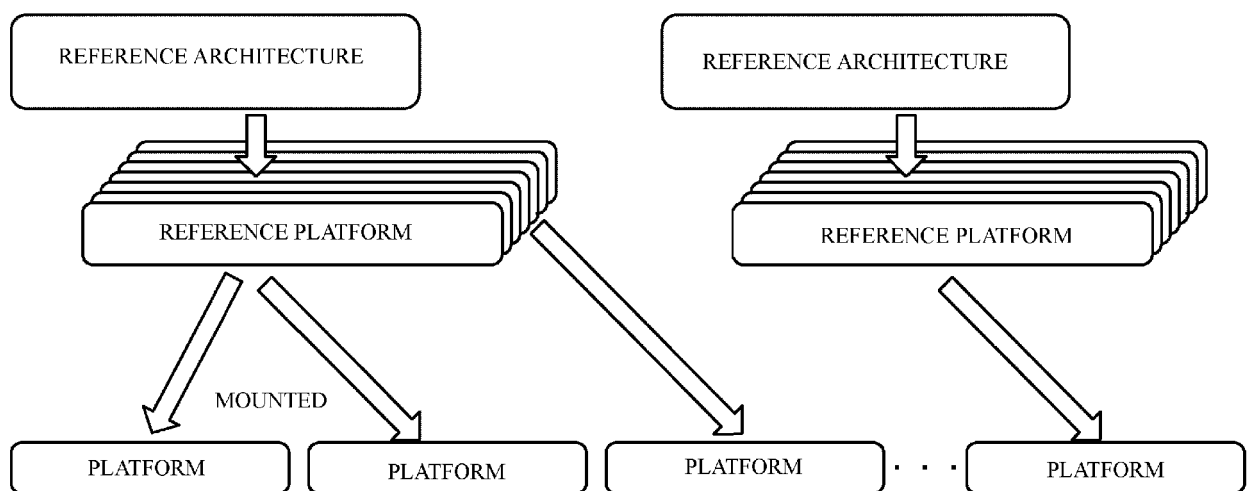 REFERENCE ARCHITECTURE
REFERENCE ARCHITECTURE
REFERENCE PLATFORM
REFERENCE PLATFORM
MOUNTED
PLATFORM
PLATFORM
PLATFORM
. . .
PLATFORM